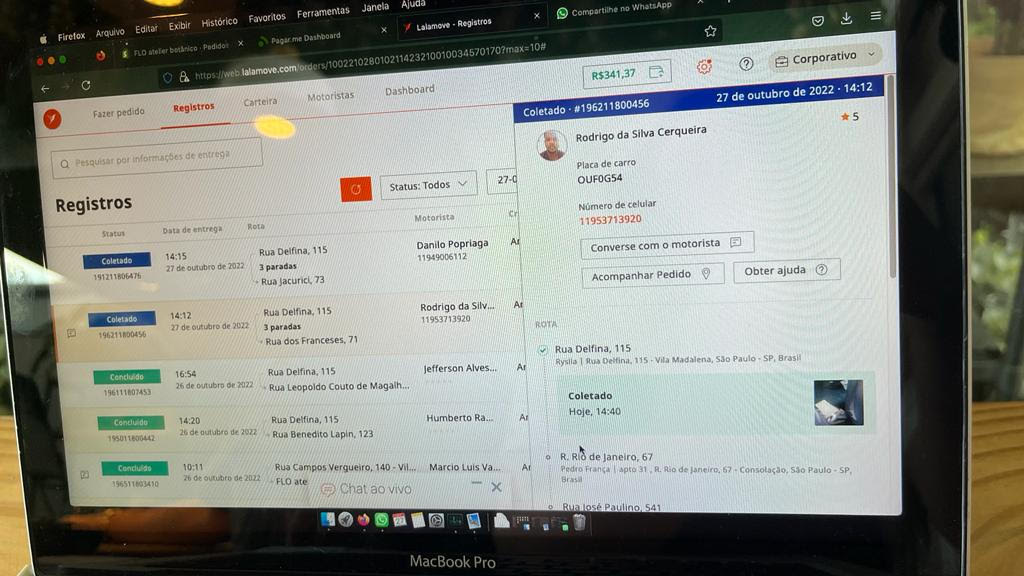 Firefox Arquivo Editar Exibir Histórico Favoritos Ferramentas Janela Ajuda
FLO atelier botânico · Pedidos
Pagar.me Dashboard
Lalamove - Registros
Compartilhe no WhatsApp
https://web.lalamove.com/orders/100221028010211423210010034570170?max=10#
Fazer pedido
Registros
Carteira
Motoristas
Dashboard
R$341,37
Corporativo
Pesquisar por informações de entrega
Registros
Status: Todos
27-0
Status
Data de entrega
Rota
Motorista
Cr
Coletado
191211806476
14:15
27 de outubro de 2022
Rua Delfina, 115
3 paradas
Rua Jacurici, 73
Danilo Popriaga
11949006112
Ar
Coletado
196211800456
14:12
27 de outubro de 2022
Rua Delfina, 115
3 paradas
Rua dos Franceses, 71
Rodrigo da Silv...
11953713920
Ar
Concluído
196111807453
16:54
26 de outubro de 2022
Rua Delfina, 115
Rua Leopoldo Couto de Magalh...
Jefferson Alves...
Ar
Concluído
195011800442
14:20
26 de outubro de 2022
Rua Delfina, 115
Rua Benedito Lapin, 123
Humberto Ra...
Ar
Concluído
196511803410
10:11
26 de outubro de 2022
Rua Campos Vergueiro, 140 - Vil...
FLO ate
Marcio Luis Va...
Ar
Chat ao vivo
Coletado · #196211800456
27 de outubro de 2022 · 14:12
Rodrigo da Silva Cerqueira
5
Placa de carro
OUF0G54
Número de celular
11953713920
Converse com o motorista
Acompanhar Pedido
Obter ajuda
ROTA
Rua Delfina, 115
Rysila | Rua Delfina, 115 - Vila Madalena, São Paulo - SP, Brasil
Coletado
Hoje, 14:40
R. Rio de Janeiro, 67
Pedro França | apto 31 , R. Rio de Janeiro, 67 - Consolação, São Paulo - SP,
Brasil
Rua José Paulino, 541
MacBook Pro